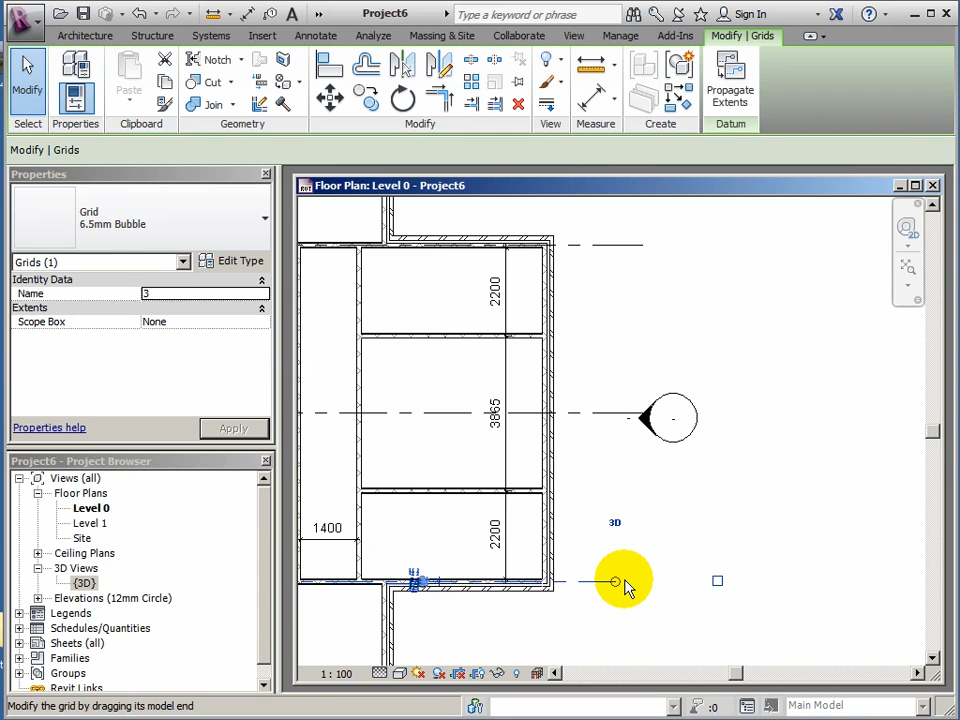 Project6
Type a keyword or phrase
Sign In
Architecture Structure Systems Insert Annotate Analyze Massing & Site Collaborate View Manage Add-Ins Modify | Grids
Modify
Properties
Paste
Notch
Cut
Join
Propagate
Extents
Select Properties Clipboard Geometry Modify View Measure Create Datum
Modify | Grids
Properties
Grid
6.5mm Bubble
Grids (1)
Edit Type
Identity Data
Name 3
Extents
Scope Box None
Properties help
Apply
Project6 - Project Browser
Views (all)
Floor Plans
Level 0
Level 1
Site
Ceiling Plans
3D Views
{3D}
Elevations (12mm Circle)
Legends
Schedules/Quantities
Sheets (all)
Families
Groups
Revit Links
Floor Plan: Level 0 - Project6
2D
2200
3865
1400
2200
3D
1 : 100
Modify the grid by dragging its model end
:0
Main Model